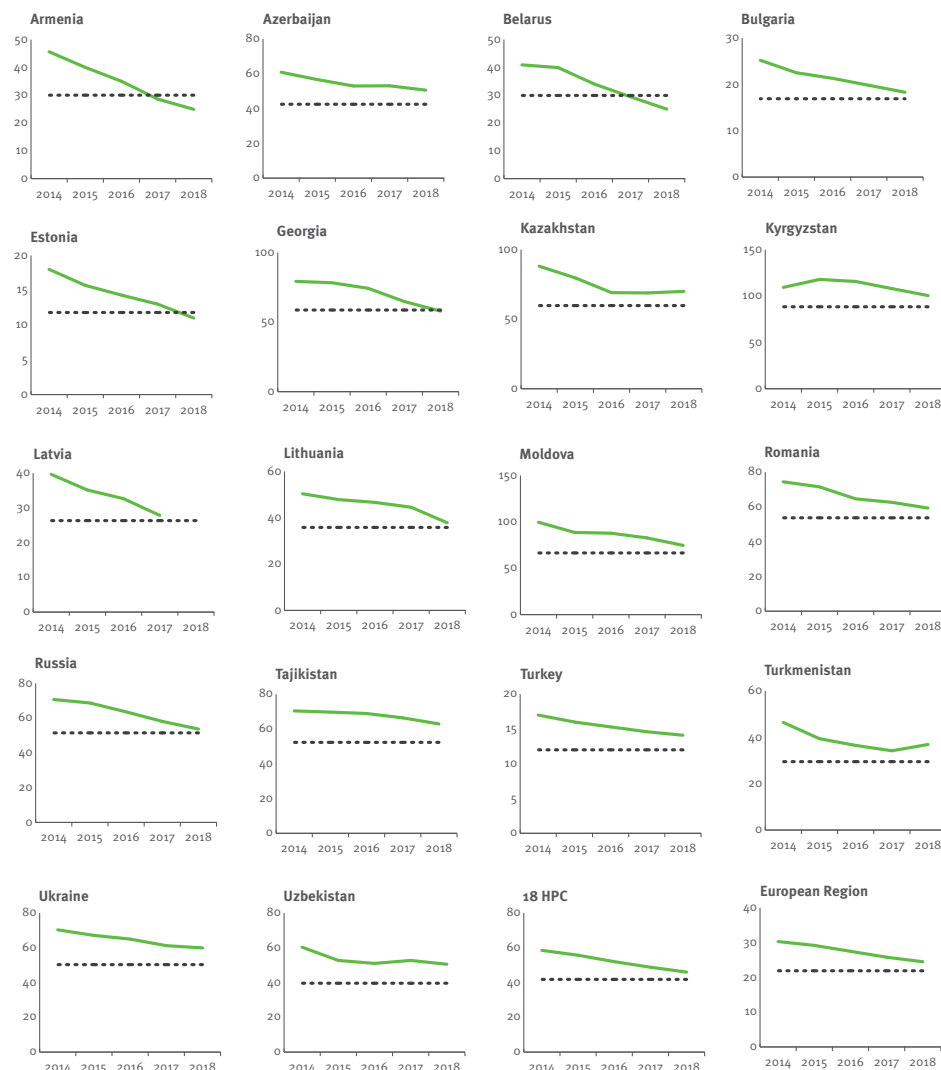 Armenia
50
40
30
20
10
0
2014 2015 2016 2017 2018
Azerbaijan
80
60
40
20
0
2014 2015 2016 2017 2018
Belarus
50
40
30
20
10
0
2014 2015 2016 2017 2018
Bulgaria
30
20
10
0
2014 2015 2016 2017 2018
Estonia
20
15
10
5
0
2014 2015 2016 2017 2018
Georgia
100
50
0
2014 2015 2016 2017 2018
Kazakhstan
100
50
0
2014 2015 2016 2017 2018
Kyrgyzstan
150
100
50
0
2014 2015 2016 2017 2018
Latvia
40
30
20
10
0
2014 2015 2016 2017 2018
Lithuania
60
40
20
0
2014 2015 2016 2017 2018
Moldova
150
100
50
0
2014 2015 2016 2017 2018
Romania
80
60
40
20
0
2014 2015 2016 2017 2018
Russia
80
60
40
20
0
2014 2015 2016 2017 2018
Tajikistan
80
60
40
20
0
2014 2015 2016 2017 2018
Turkey
20
15
10
5
0
2014 2015 2016 2017 2018
Turkmenistan
60
40
20
0
2014 2015 2016 2017 2018
Ukraine
80
60
40
20
0
2014 2015 2016 2017 2018
Uzbekistan
80
60
40
20
0
2014 2015 2016 2017 2018
18 HPC
80
60
40
20
0
2014 2015 2016 2017 2018
European Region
40
30
20
10
0
2014 2015 2016 2017 2018